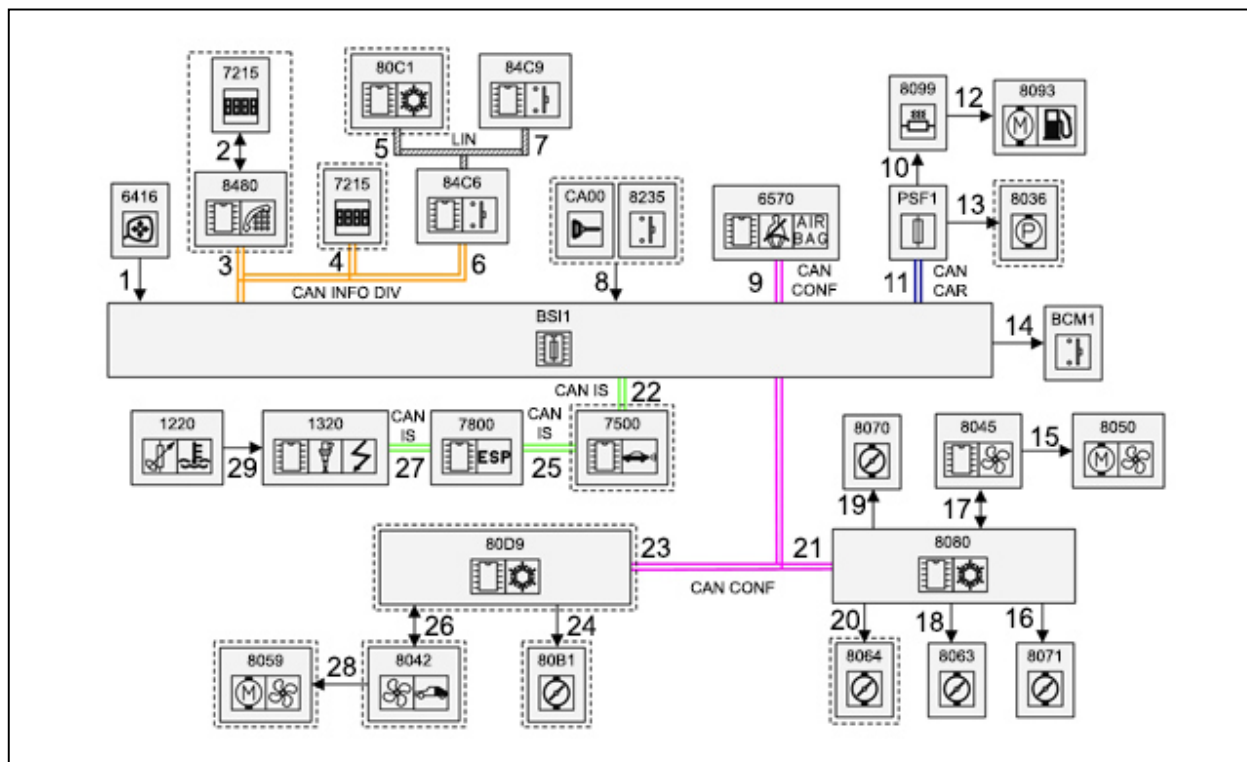 7215
80C1
84C9
8099
12
8093
2
5
LIN
7
10
6416
8480
7215
84C6
CA00
8235
6570
AIR
BAG
PSF1
13
8036
P
1
3
4
6
8
9
11
CAN INFO DIV
CAN
CONF
CAN
CAR
BSI1
14
BCM1
CAN IS
22
1220
1320
CAN
IS
7800
CAN
IS
7500
ESP
29
27
25
8070
8045
15
8050
M
M
19
17
80D9
23
21
8080
CAN CONF
26
24
20
18
16
8059
28
8042
80B1
8064
8063
8071
M